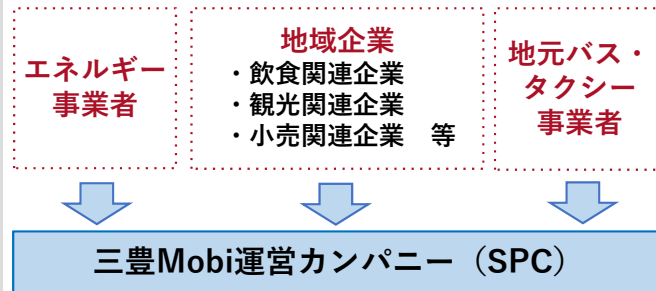 エネルギー
事業者
地域企業
・飲食関連企業
・観光関連企業
・小売関連企業　等
地元バス・
タクシー
事業者
三豊Mobi運営カンパニー（SPC）